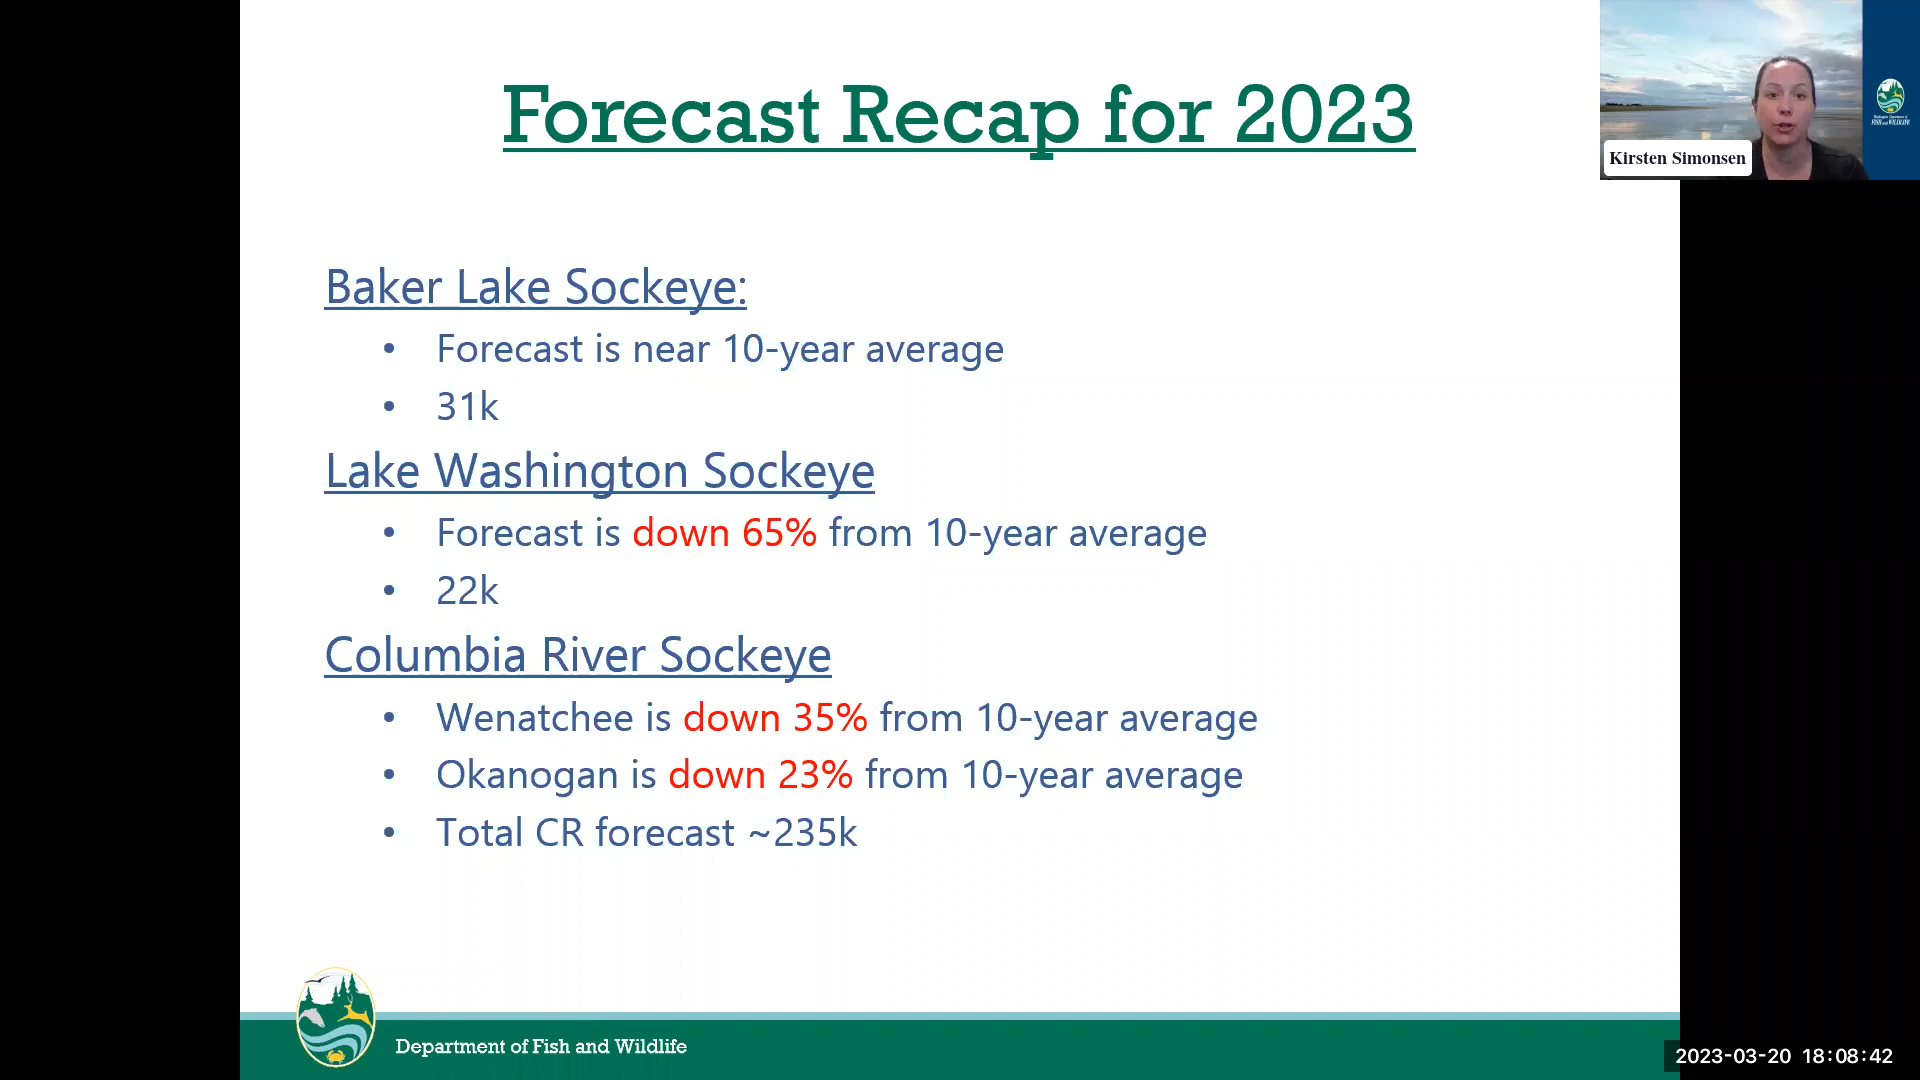 Forecast Recap for 2023
Kirsten Simonsen
Baker Lake Sockeye:
• Forecast is near 10-year average
• 31k
Lake Washington Sockeye
• Forecast is down 65% from 10-year average
• 22k
Columbia River Sockeye
• Wenatchee is down 35% from 10-year average
• Okanogan is down 23% from 10-year average
• Total CR forecast ~235k
Department of Fish and Wildlife
2023-03-20 18:08:42